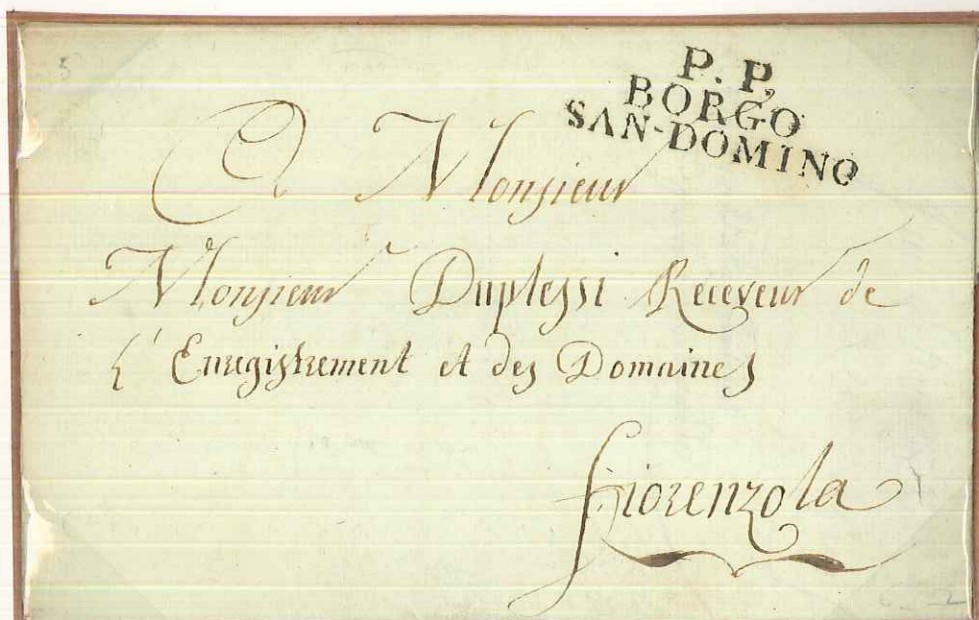 P. P.
BORGO
SAN-DOMINO
A Monsieur
Monsieur Duplessi Receveur de
L'Enregistrement et des Domaines
fiorenzola